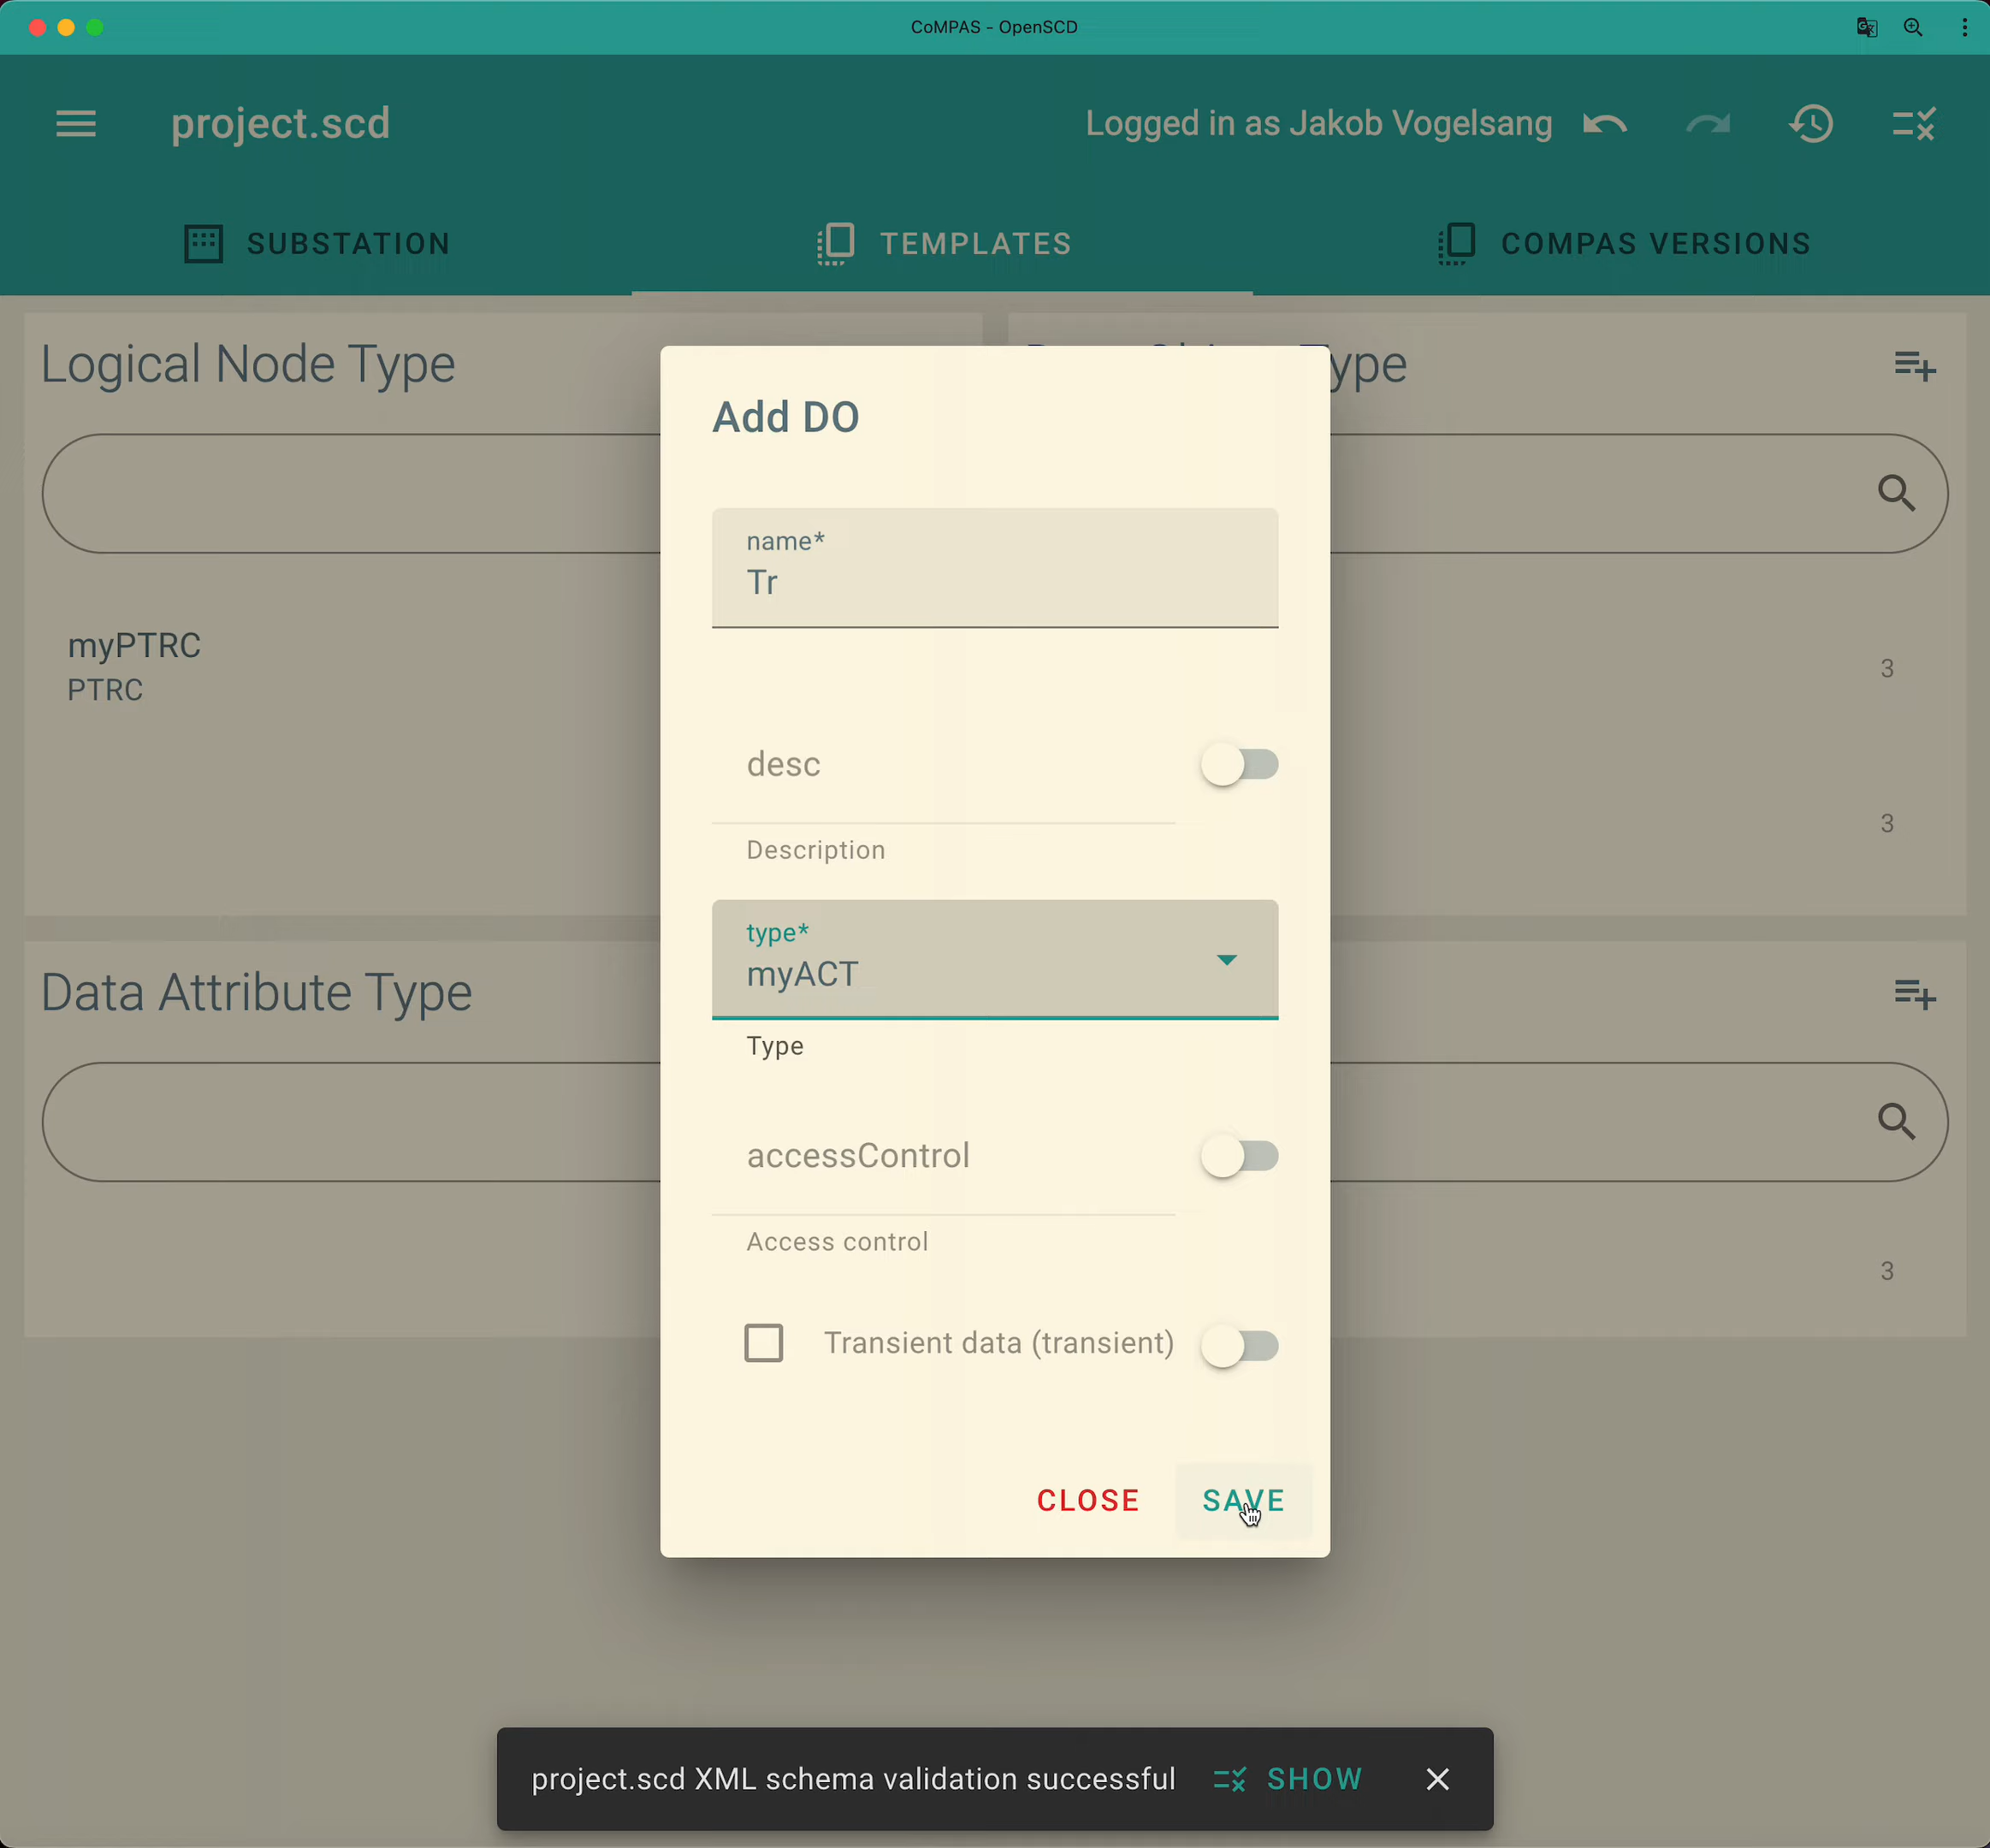 CoMPAS - OpenSCD
project.scd
Logged in as Jakob Vogelsang
SUBSTATION
TEMPLATES
COMPAS VERSIONS
Logical Node Type
Type
myPTRC
PTRC
3
3
Data Attribute Type
3
Add DO
name*
Tr
desc
Description
type*
myACT
Type
accessControl
Access control
Transient data (transient)
CLOSE
SAVE
project.scd XML schema validation successful
SHOW